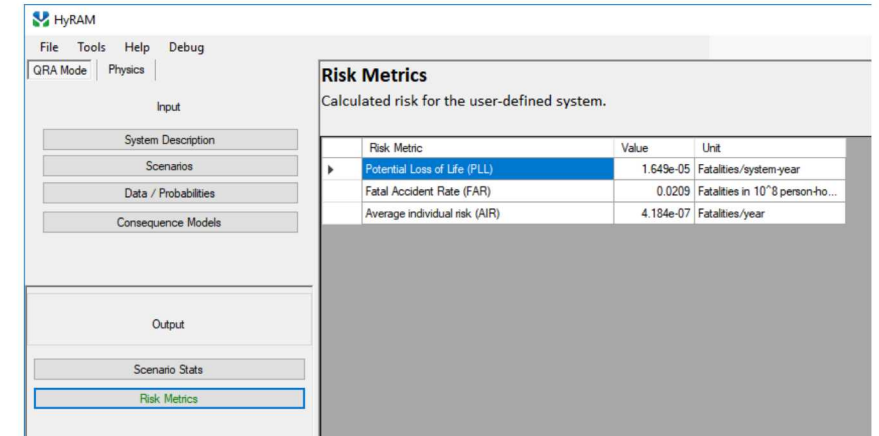 HyRAM
File Tools Help Debug
QRA Mode Physics
Input
System Description
Scenarios
Data / Probabilities
Consequence Models
Output
Scenario Stats
Risk Metrics
Risk Metrics
Calculated risk for the user-defined system.
Risk Metric Value Unit
Potential Loss of Life (PLL) 1.649e-05 Fatalities/system-year
Fatal Accident Rate (FAR) 0.0209 Fatalities in 10^8 person-ho...
Average individual risk (AIR) 4.184e-07 Fatalities/year